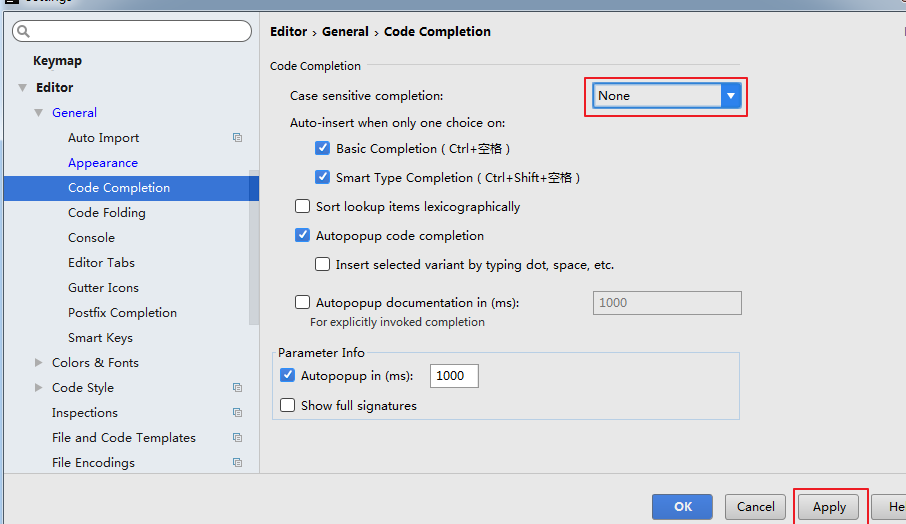 Settings
Keymap
Editor
General
Auto Import
Appearance
Code Completion
Code Folding
Console
Editor Tabs
Gutter Icons
Postfix Completion
Smart Keys
Colors & Fonts
Code Style
Inspections
File and Code Templates
File Encodings
Editor › General › Code Completion
Code Completion
Case sensitive completion: None
Auto-insert when only one choice on:
Basic Completion ( Ctrl+空格 )
Smart Type Completion ( Ctrl+Shift+空格 )
Sort lookup items lexicographically
Autopopup code completion
Insert selected variant by typing dot, space, etc.
Autopopup documentation in (ms): 1000
For explicitly invoked completion
Parameter Info
Autopopup in (ms): 1000
Show full signatures
OK Cancel Apply He